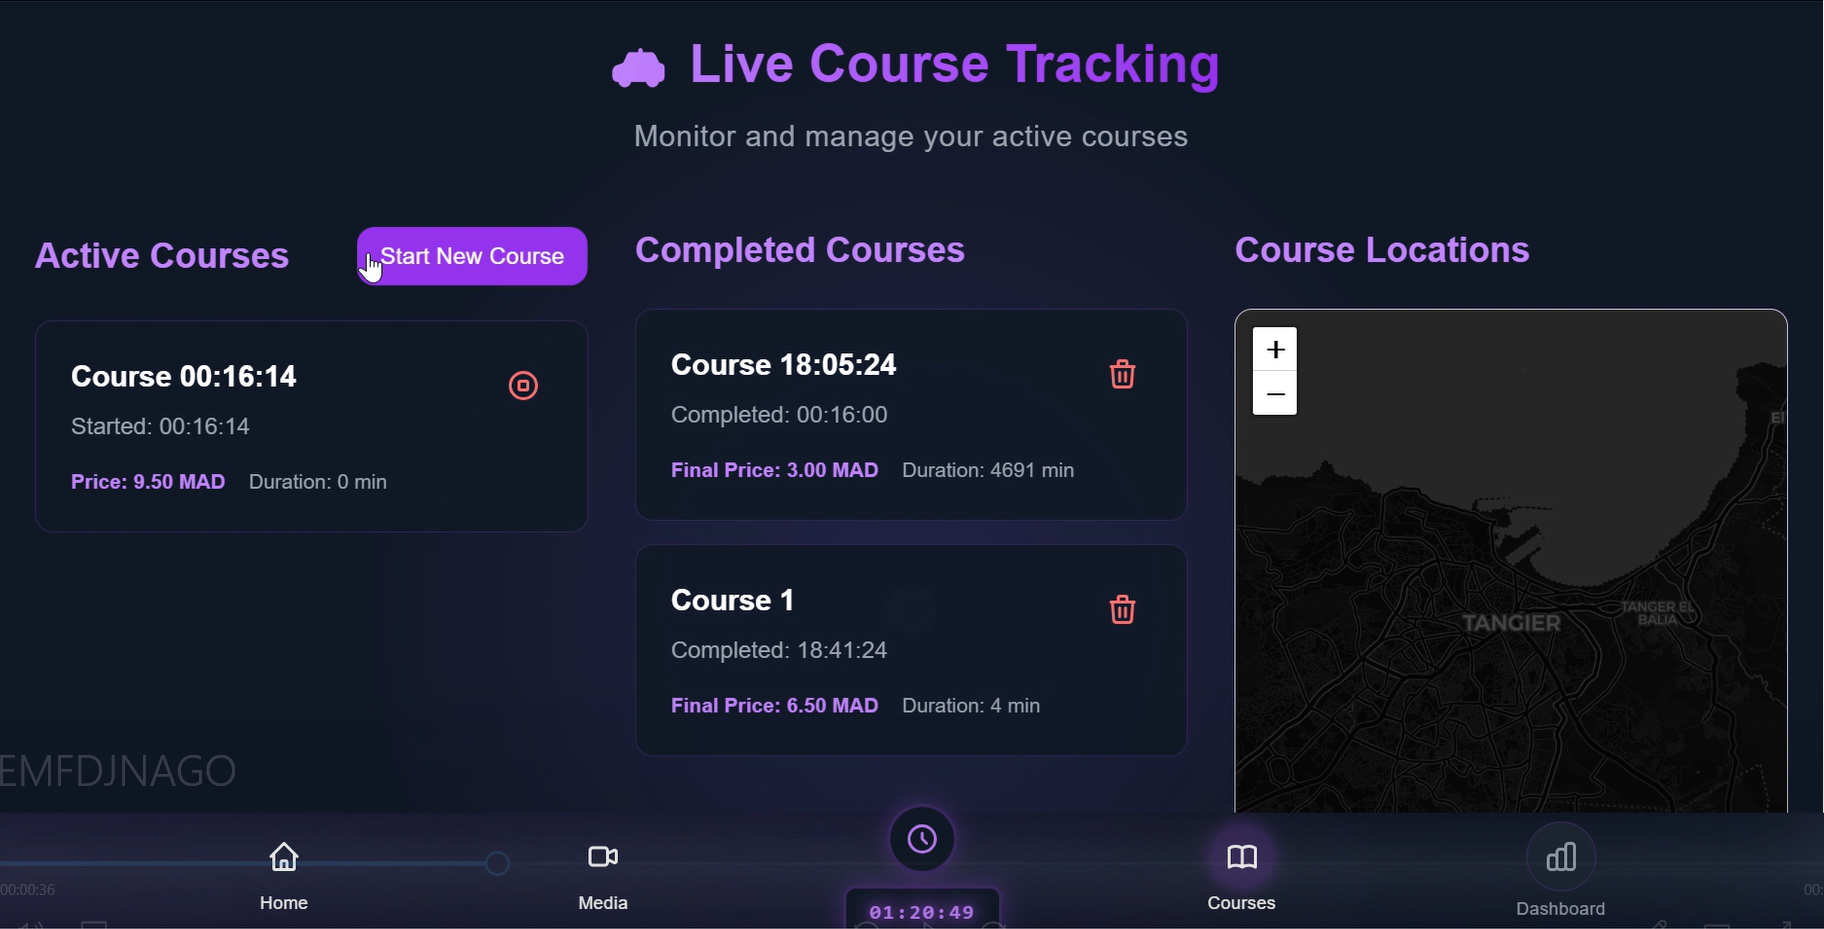 Live Course Tracking
Monitor and manage your active courses
Active Courses
Start New Course
Course 00:16:14
Started: 00:16:14
Price: 9.50 MAD Duration: 0 min
Completed Courses
Course 18:05:24
Completed: 00:16:00
Final Price: 3.00 MAD Duration: 4691 min
Course 1
Completed: 18:41:24
Final Price: 6.50 MAD Duration: 4 min
Course Locations
+
−
TANGIER
TANGER EL
BALIA
EMFDJNAGO
00:00:36
Home
Media
01:20:49
Courses
Dashboard